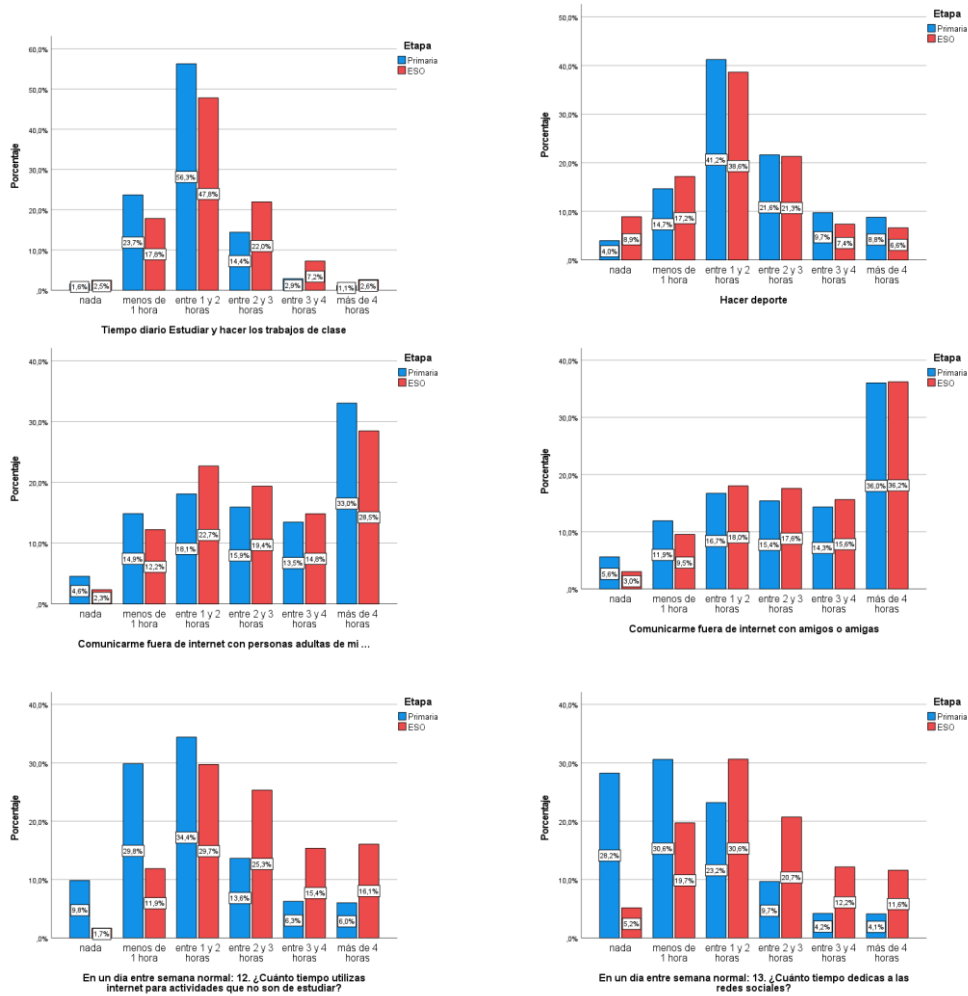 Etapa
Primaria
ESO
60,0%
50,0%
40,0%
30,0%
20,0%
10,0%
,0%
Porcentaje
1,6%
2,5%
23,7%
17,8%
56,3%
47,8%
14,4%
22,0%
2,9%
7,2%
1,1%
2,6%
nada
menos de 1 hora
entre 1 y 2 horas
entre 2 y 3 horas
entre 3 y 4 horas
más de 4 horas
Tiempo diario Estudiar y hacer los trabajos de clase
Etapa
Primaria
ESO
50,0%
40,0%
30,0%
20,0%
10,0%
,0%
Porcentaje
4,0%
8,9%
14,7%
17,2%
41,2%
38,6%
21,6%
21,3%
9,7%
7,4%
8,8%
6,6%
nada
menos de 1 hora
entre 1 y 2 horas
entre 2 y 3 horas
entre 3 y 4 horas
más de 4 horas
Hacer deporte
Etapa
Primaria
ESO
40,0%
30,0%
20,0%
10,0%
,0%
Porcentaje
4,6%
2,3%
14,9%
12,2%
18,1%
22,7%
15,9%
19,4%
13,5%
14,8%
33,0%
28,5%
nada
menos de 1 hora
entre 1 y 2 horas
entre 2 y 3 horas
entre 3 y 4 horas
más de 4 horas
Comunicarme fuera de internet con personas adultas de mi ...
Etapa
Primaria
ESO
40,0%
30,0%
20,0%
10,0%
,0%
Porcentaje
5,6%
3,0%
11,9%
9,5%
16,7%
18,0%
15,4%
17,6%
14,3%
15,6%
36,0%
36,2%
nada
menos de 1 hora
entre 1 y 2 horas
entre 2 y 3 horas
entre 3 y 4 horas
más de 4 horas
Comunicarme fuera de internet con amigos o amigas
Etapa
Primaria
ESO
40,0%
30,0%
20,0%
10,0%
,0%
Porcentaje
9,8%
1,7%
29,8%
11,9%
34,4%
29,7%
13,6%
25,3%
6,3%
15,4%
6,0%
16,1%
nada
menos de 1 hora
entre 1 y 2 horas
entre 2 y 3 horas
entre 3 y 4 horas
más de 4 horas
En un día entre semana normal: 12. ¿Cuánto tiempo utilizas
internet para actividades que no son de estudiar?
Etapa
Primaria
ESO
40,0%
30,0%
20,0%
10,0%
,0%
Porcentaje
28,2%
5,2%
30,6%
19,7%
23,2%
30,6%
9,7%
20,7%
4,2%
12,2%
4,1%
11,6%
nada
menos de 1 hora
entre 1 y 2 horas
entre 2 y 3 horas
entre 3 y 4 horas
más de 4 horas
En un día entre semana normal: 13. ¿Cuánto tiempo dedicas a las
redes sociales?